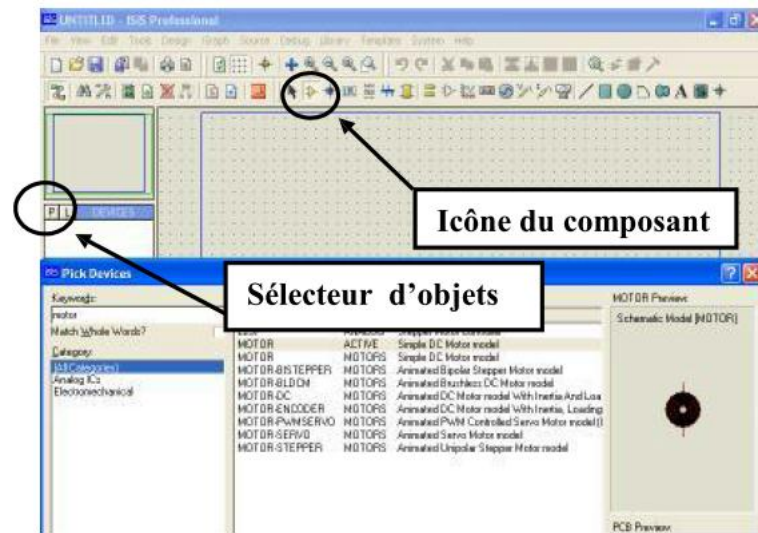 UNTITLED - ISIS Professional
File View Edit Tools Design Graph Source Debug Library Template System Help
Icône du composant
P L DEVICES
Sélecteur d'objets
Pick Devices
Keywords:
motor
Match Whole Words?
Category:
(All Categories)
Analog ICs
Electromechanical
MOTOR ACTIVE Simple DC Motor model
MOTOR MOTORS Simple DC Motor model
MOTOR-BISTEPPER MOTORS Animated Bipolar Stepper Motor model
MOTOR-BLDCM MOTORS Animated Brushless DC Motor model
MOTOR-DC MOTORS Animated DC Motor model With Inertia And Loa
MOTOR-ENCODER MOTORS Animated DC Motor model With Inertia, Loading
MOTOR-PWMSERVO MOTORS Animated PWM Controlled Servo Motor model (
MOTOR-SERVO MOTORS Animated Servo Motor model
MOTOR-STEPPER MOTORS Animated Unipolar Stepper Motor model
MOTOR Preview:
Schematic Model [MOTOR]
PCB Preview: